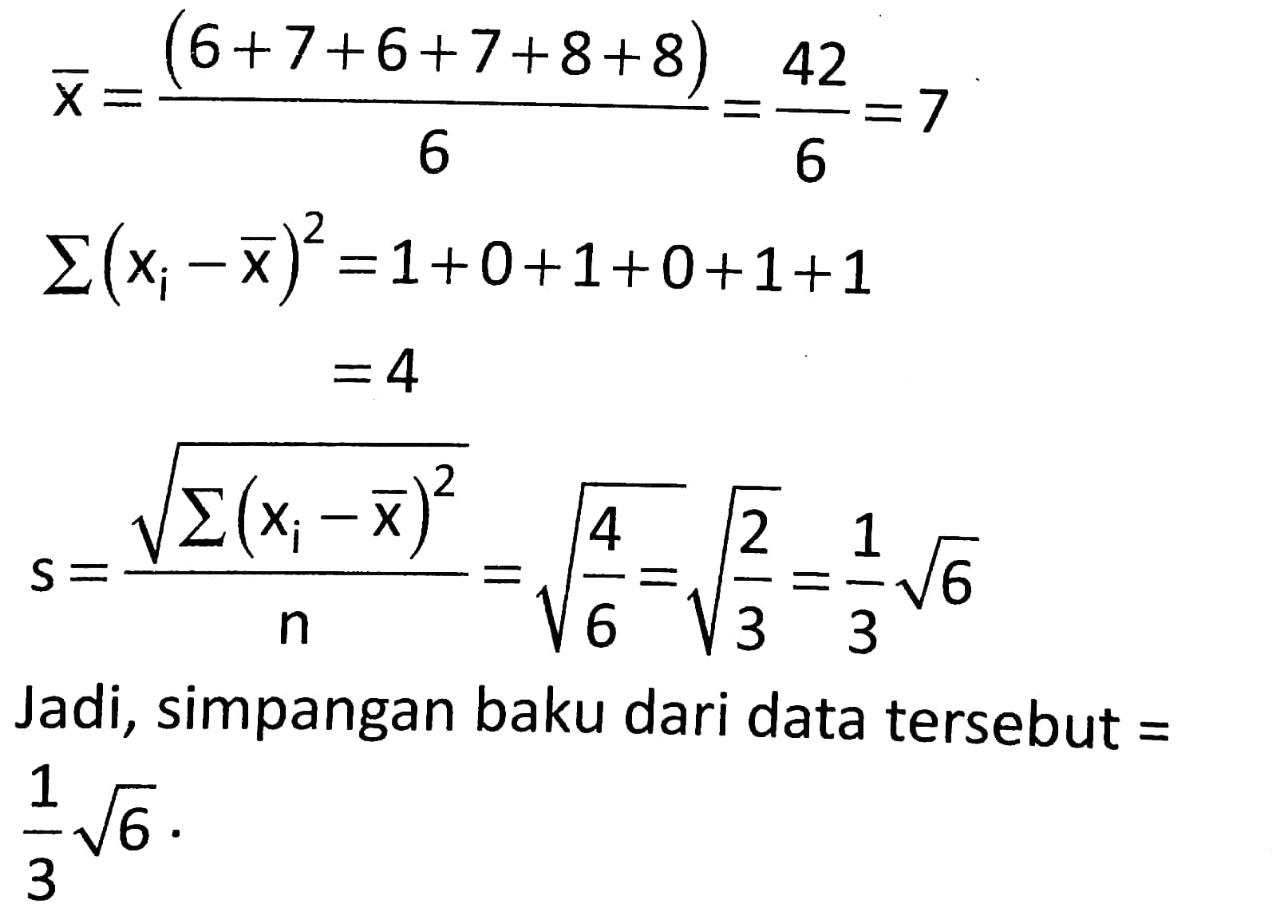 x̄ = (6+7+6+7+8+8)/6 = 42/6 = 7
∑(xᵢ − x̄)² = 1+0+1+0+1+1
= 4
s = √(∑(xᵢ − x̄)²)/n = √(4/6) = √(2/3) = 1/3 √6
Jadi, simpangan baku dari data tersebut =
1/3 √6.